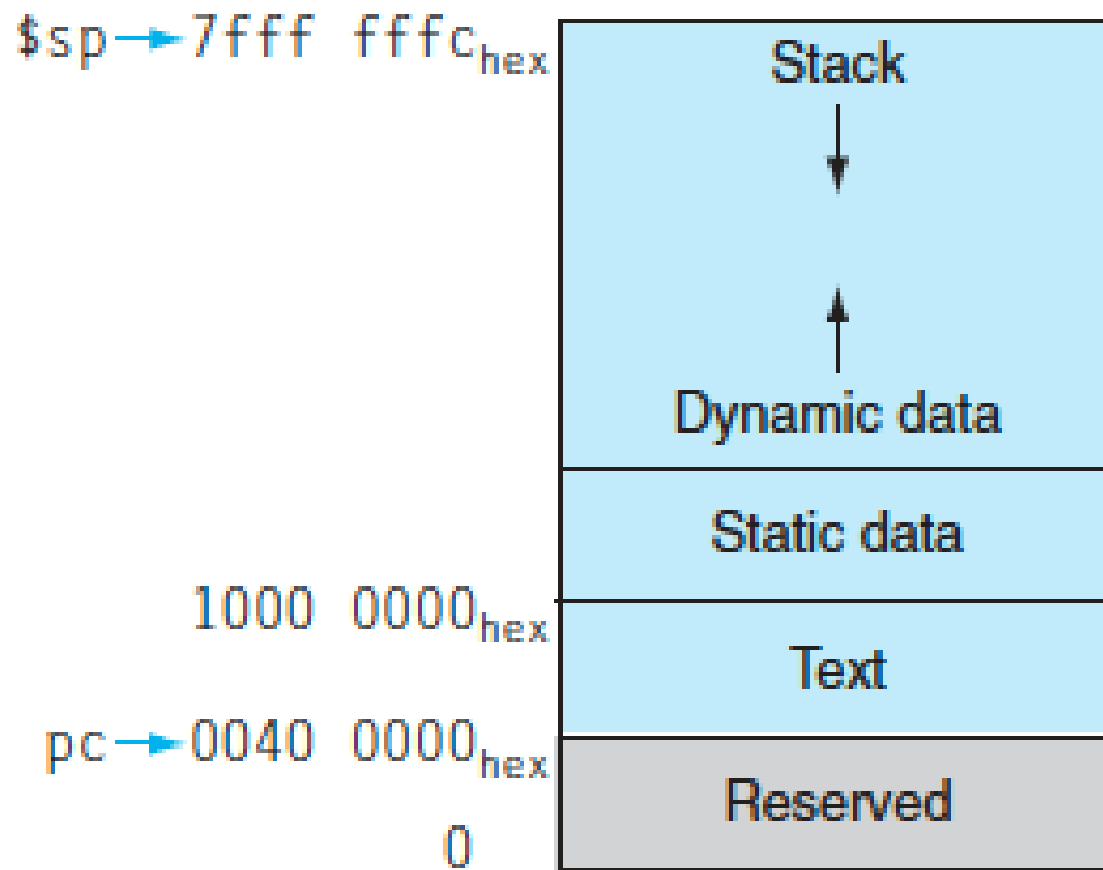 $sp 7fff fffchex
Stack
Dynamic data
Static data
1000 0000hex
Text
pc 0040 0000hex
Reserved
0